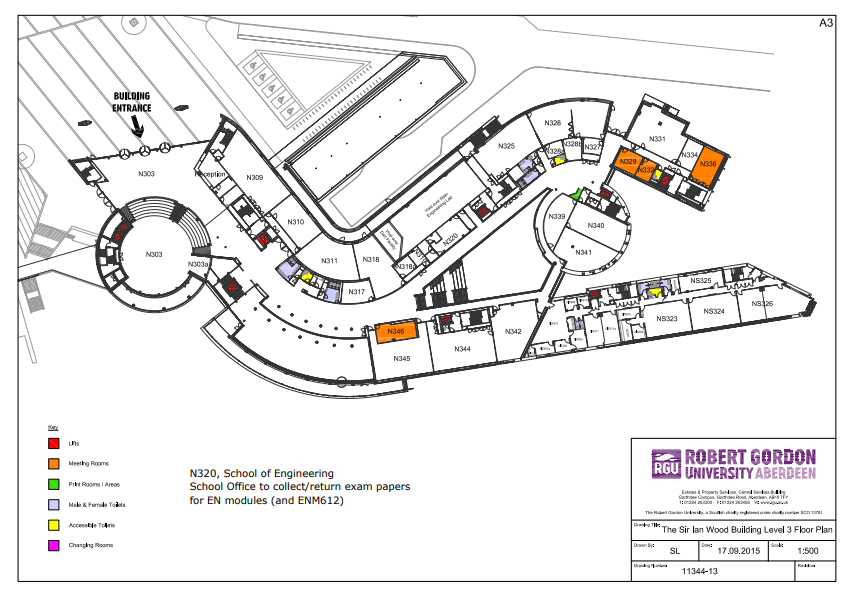 A3
BUILDING
ENTRANCE
N303
Reception
N309
N310
N303
N303a
N311
N318
N317
N318a
N320
Void over Main
Engineering Lab
N325
N328
N327
N331
N334
N329
N332
N336
N339
N340
N341
N346
N345
N344
N342
NS325
NS323
NS324
NS326
Key
Lifts
Meeting Rooms
Print Rooms / Areas
Male & Female Toilets
Accessible Toilets
Changing Rooms
N320, School of Engineering
School Office to collect/return exam papers
for EN modules (and ENM612)
RGU
ROBERT GORDON
UNIVERSITY ABERDEEN
Estates & Property Services, Central Services Building
Garthdee Campus, Garthdee Road, Aberdeen, AB10 7FY
The Robert Gordon University, a Scottish charity registered under charity number SCO 13781
Drawing Title: The Sir Ian Wood Building Level 3 Floor Plan
Drawn By: SL Date: 17.09.2015 Scale: 1:500
Drawing Number: 11344-13 Revision: